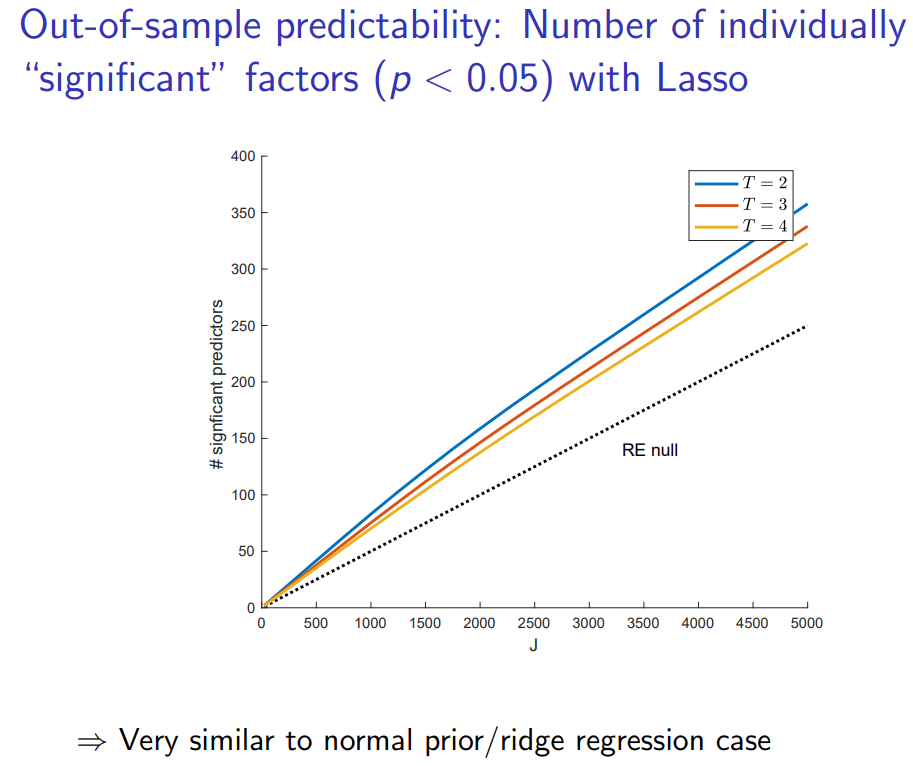 Out-of-sample predictability: Number of individually
“significant” factors (p < 0.05) with Lasso
400
350
300
250
200
150
100
50
0
# signficant predictors
T = 2
T = 3
T = 4
RE null
0 500 1000 1500 2000 2500 3000 3500 4000 4500 5000
J
⇒ Very similar to normal prior/ridge regression case